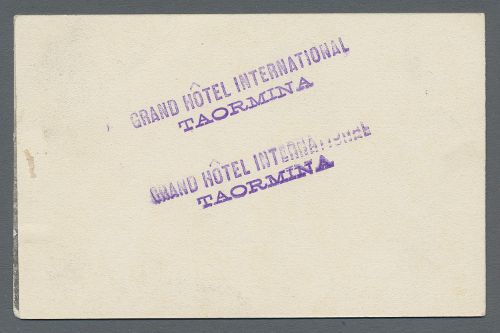 GRAND HÔTEL INTERNATIONAL
TAORMINA
GRAND HÔTEL INTERNATIONAL
TAORMINA